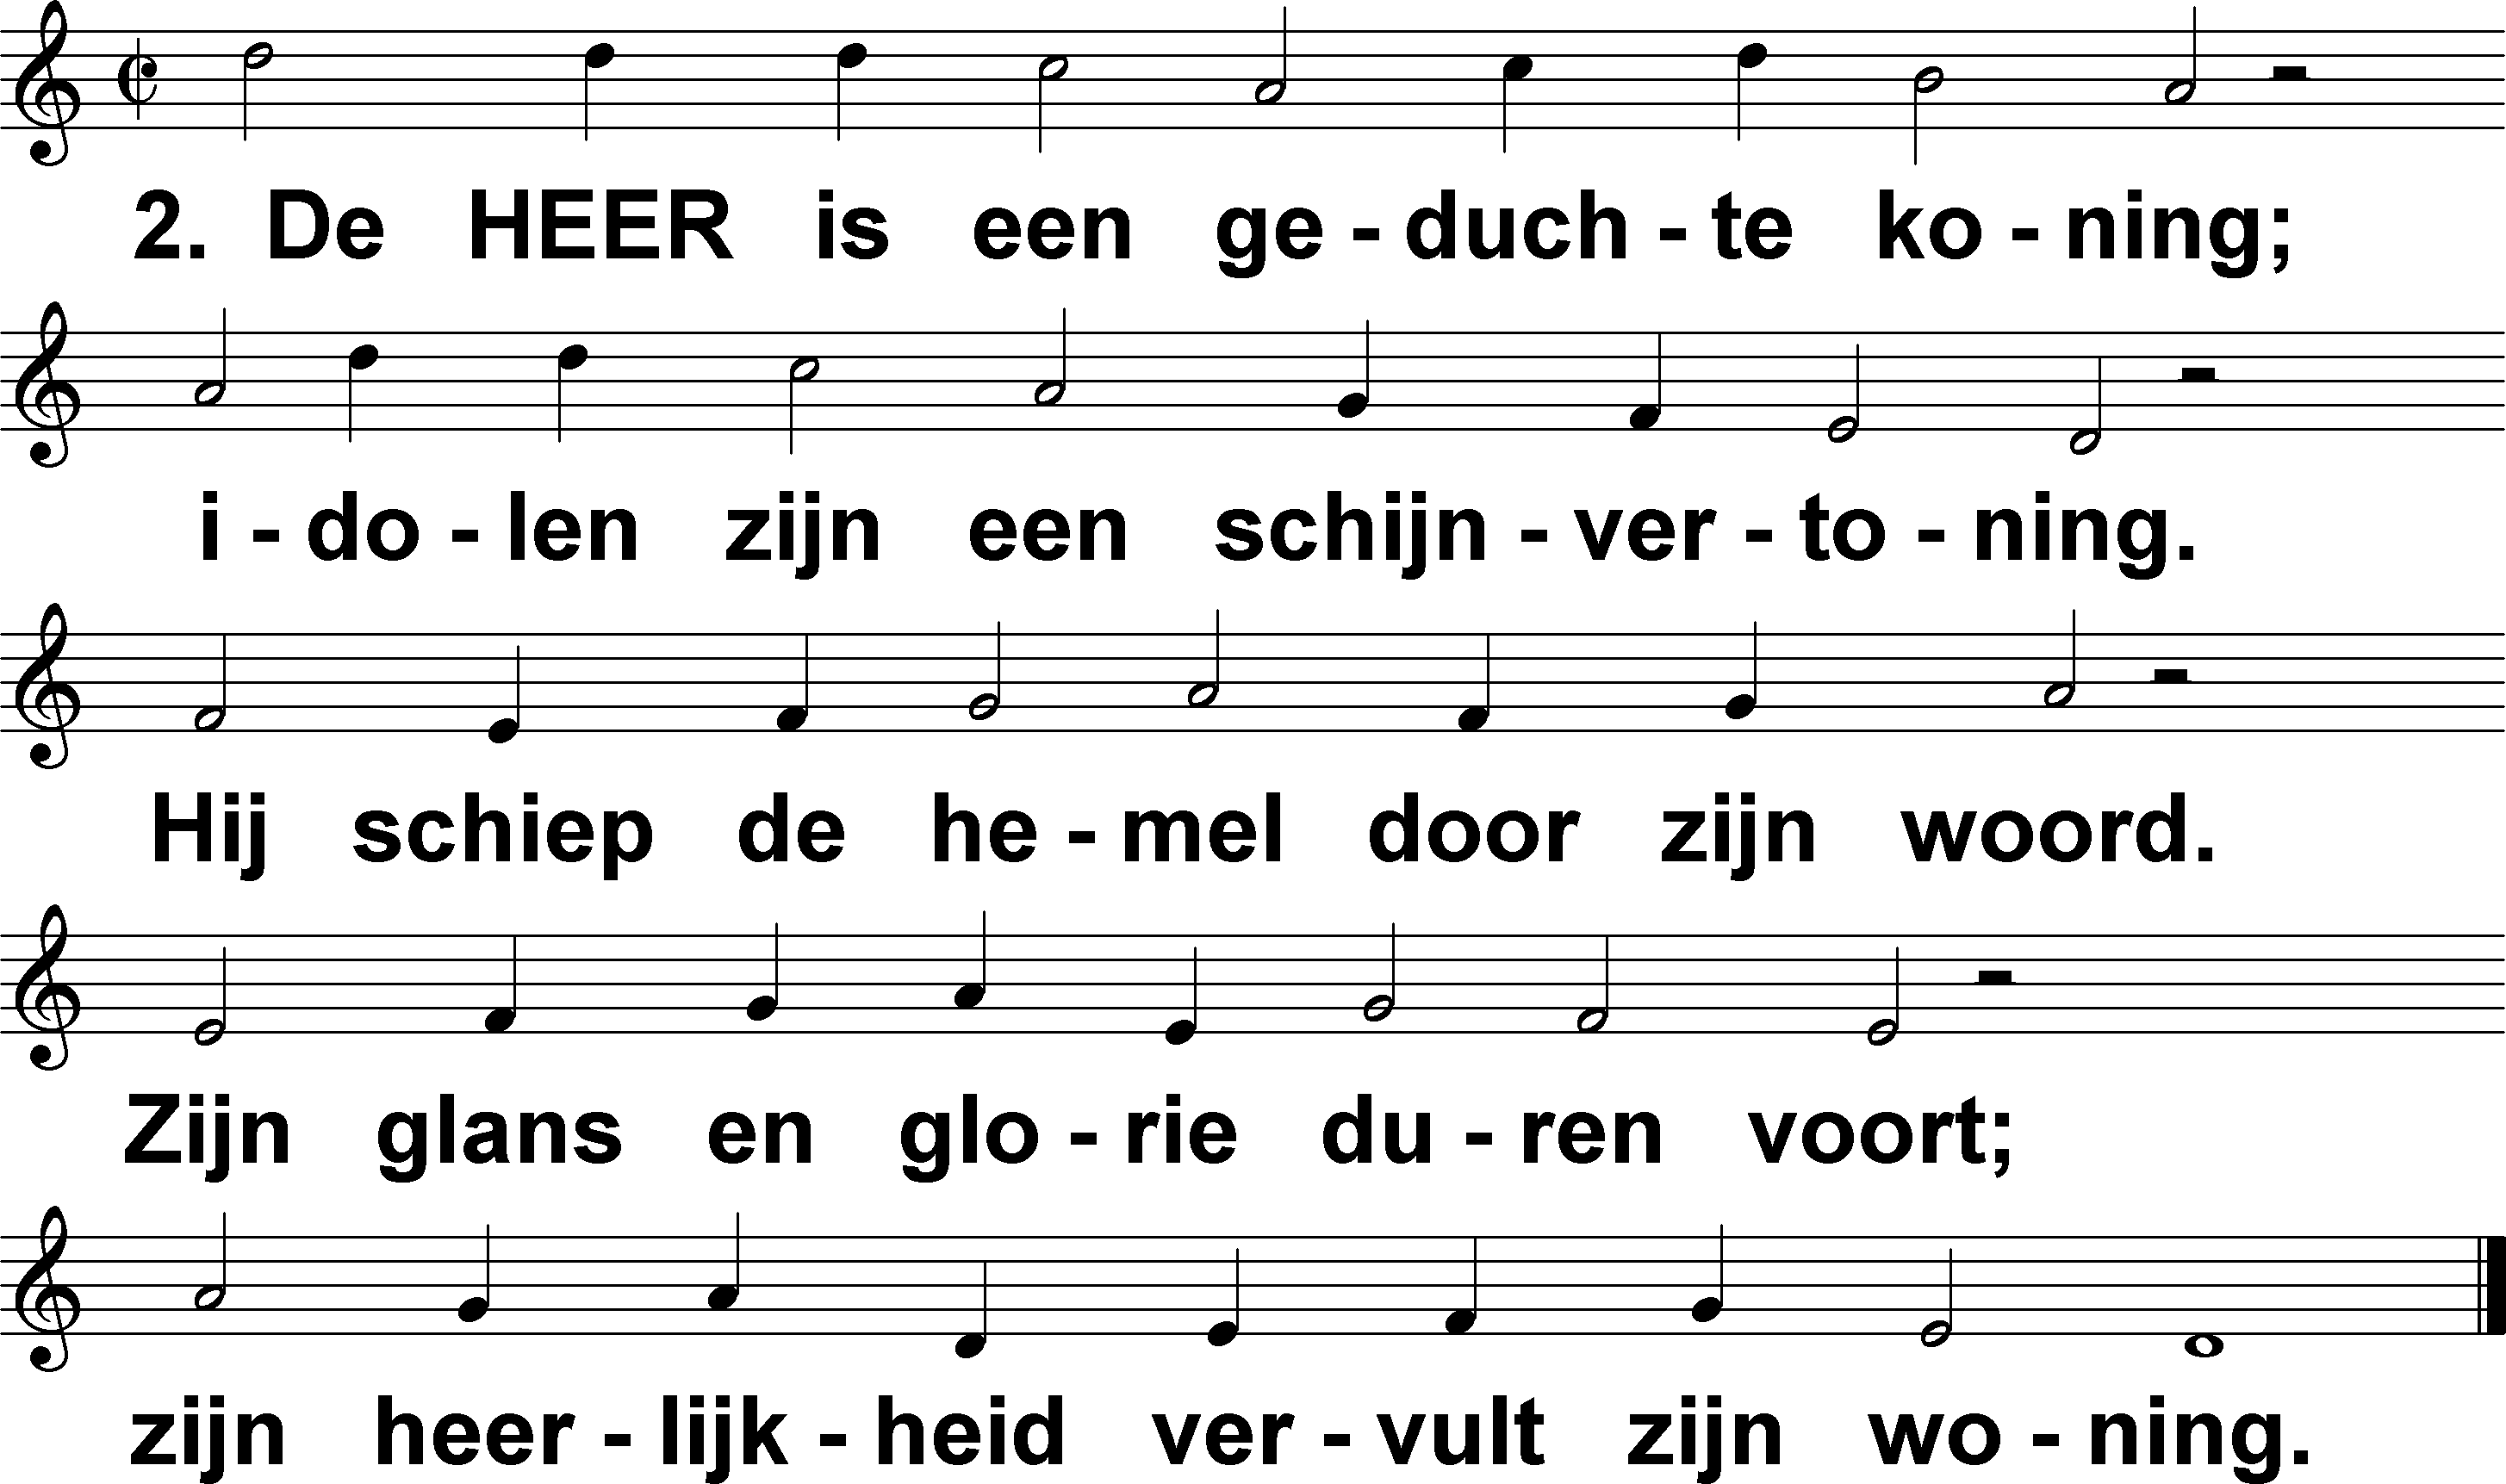 2. De HEER is een ge - duch - te ko - ning;
i - do - len zijn een schijn - ver - to - ning.
Hij schiep de he - mel door zijn woord.
Zijn glans en glo - rie du - ren voort;
zijn heer - lijk - heid ver - vult zijn wo - ning.